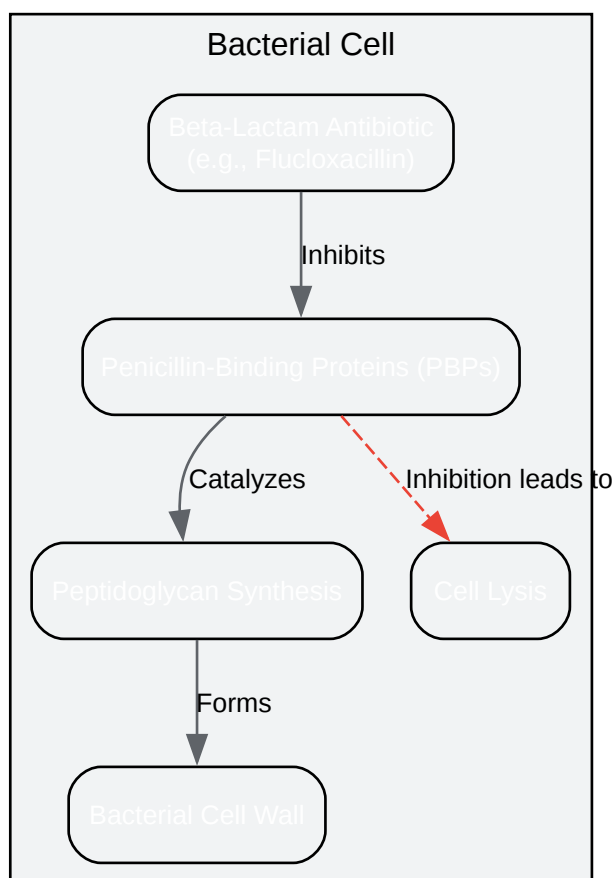 Bacterial Cell
Beta-Lactam Antibiotic
(e.g., Flucloxacillin)
Inhibits
Penicillin-Binding Proteins (PBPs)
Catalyzes
Inhibition leads to
Peptidoglycan Synthesis
Cell Lysis
Forms
Bacterial Cell Wall